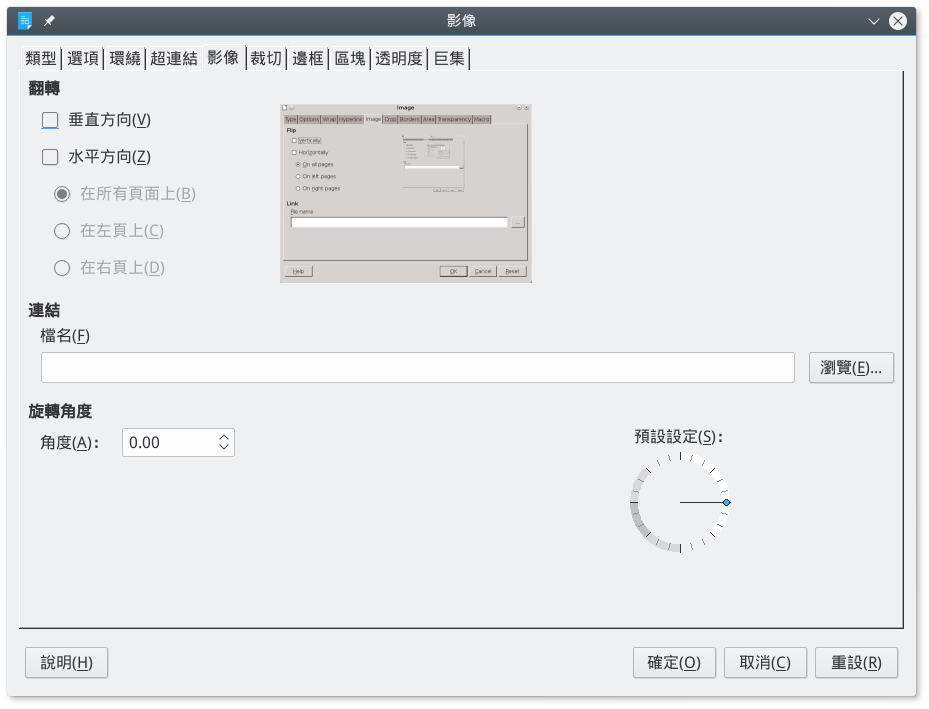 影像
類型 選項 環繞 超連結 影像 裁切 邊框 區塊 透明度 巨集
翻轉
垂直方向(V)
水平方向(Z)
在所有頁面上(B)
在左頁上(C)
在右頁上(D)
Image
Type Options Wrap Hyperlink Image Crop Borders Area Transparency Macro
Flip
Vertically
Horizontally
On all pages
On left pages
On right pages
Link
File name
...
Help OK Cancel Reset
連結
檔名(F)
瀏覽(E)...
旋轉角度
角度(A)： 0.00
預設設定(S)：
說明(H) 確定(O) 取消(C) 重設(R)